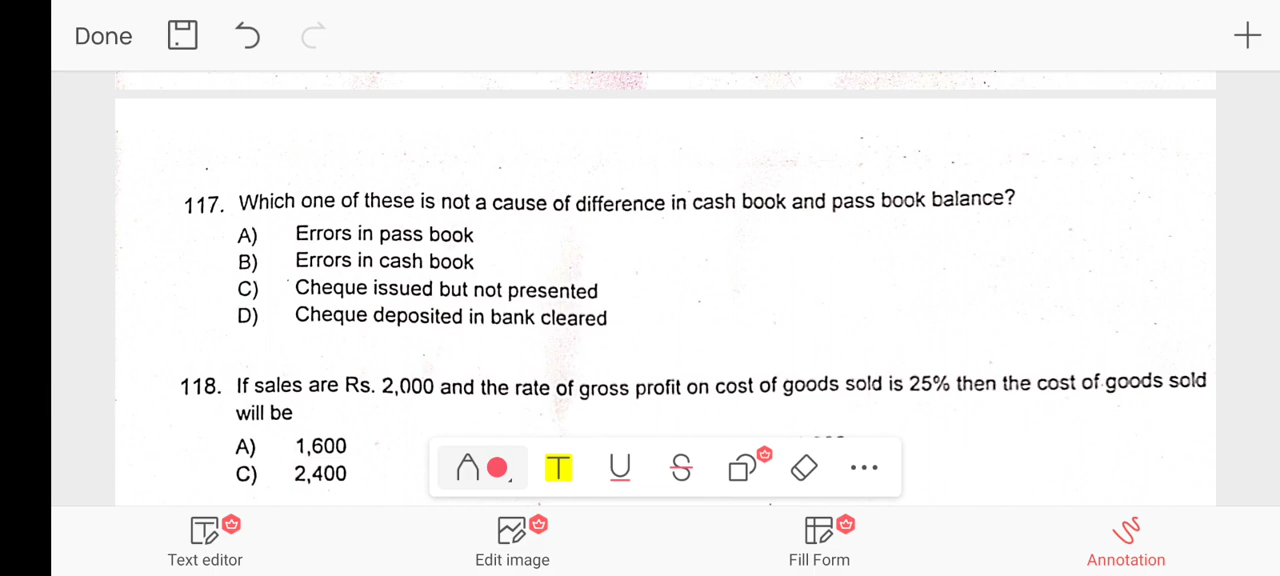 Done
117. Which one of these is not a cause of difference in cash book and pass book balance?
A) Errors in pass book
B) Errors in cash book
C) Cheque issued but not presented
D) Cheque deposited in bank cleared
118. If sales are Rs. 2,000 and the rate of gross profit on cost of goods sold is 25% then the cost of goods sold
will be
A) 1,600
C) 2,400
T U S
Text editor Edit image Fill Form Annotation